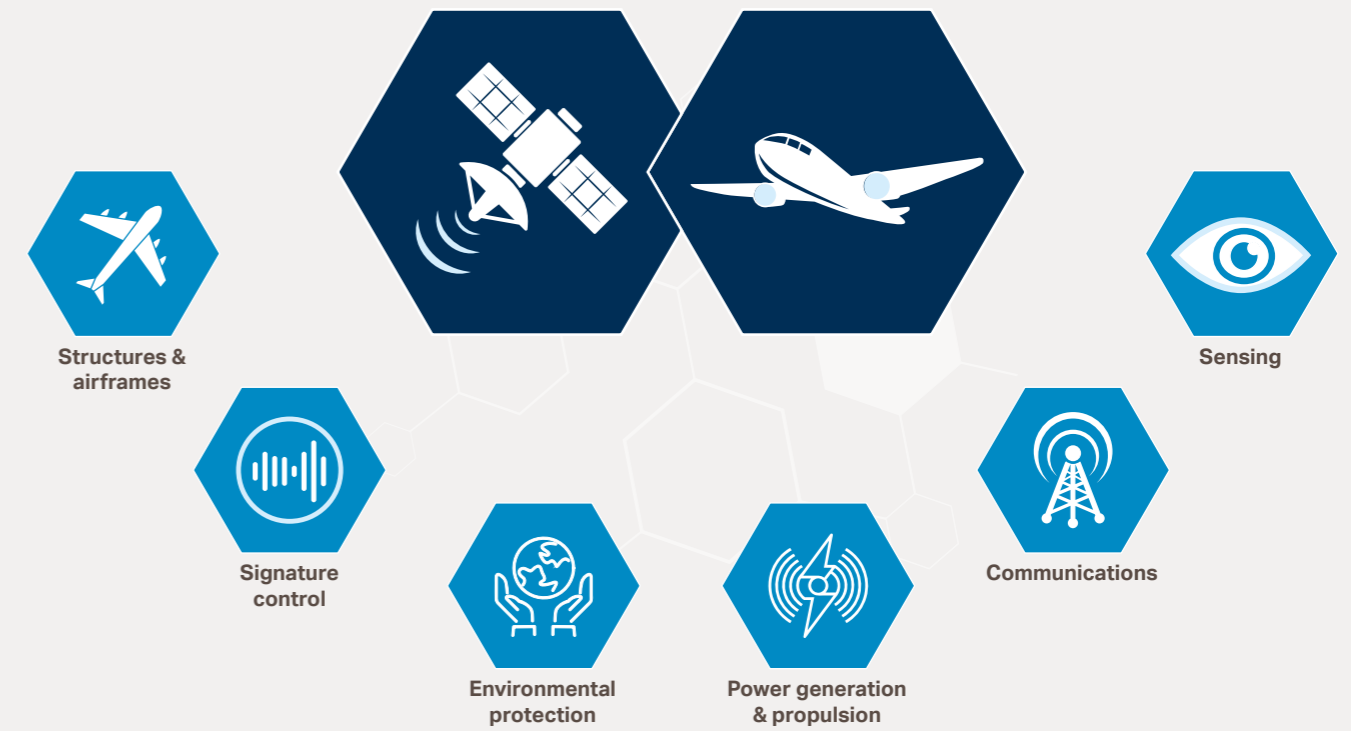 Structures &
airframes
Signature
control
Environmental
protection
Power generation
& propulsion
Communications
Sensing